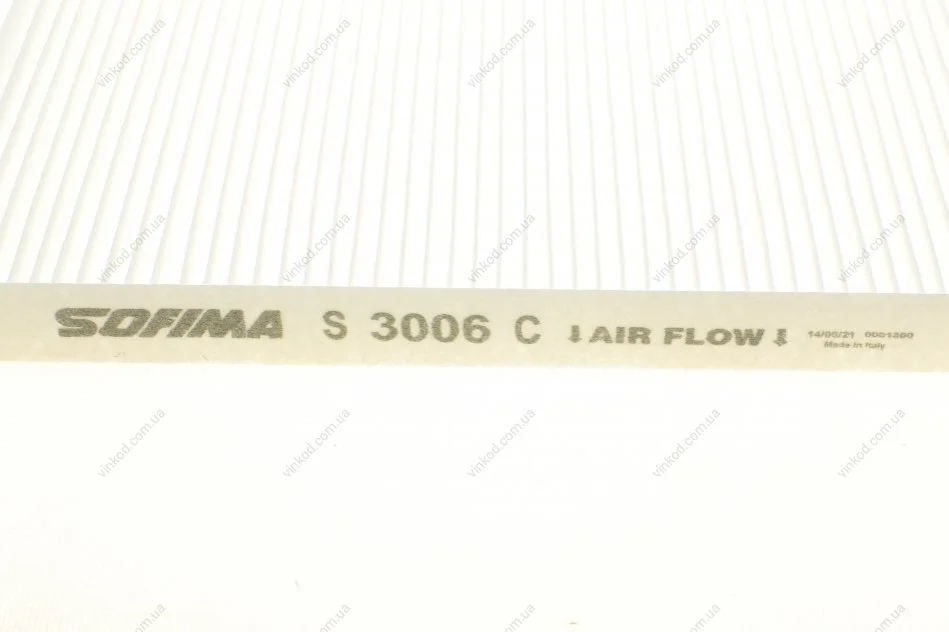 SOFIMA S 3006 C ↓ AIR FLOW ↓
Made in Italy
vinkod.com.ua